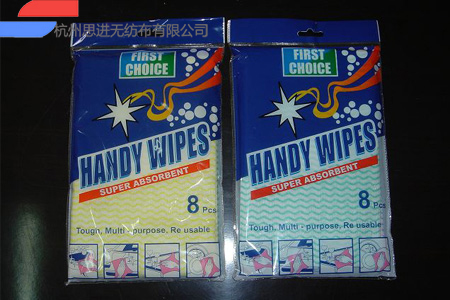 杭州思进无纺布有限公司
FIRST
CHOICE
HANDY WIPES
SUPER ABSORBENT
8 Pcs
Tough, Multi - purpose, Re usable
FIRST
CHOICE
HANDY WIPES
SUPER ABSORBENT
8 Pcs
Tough, Multi - purpose, Re usable